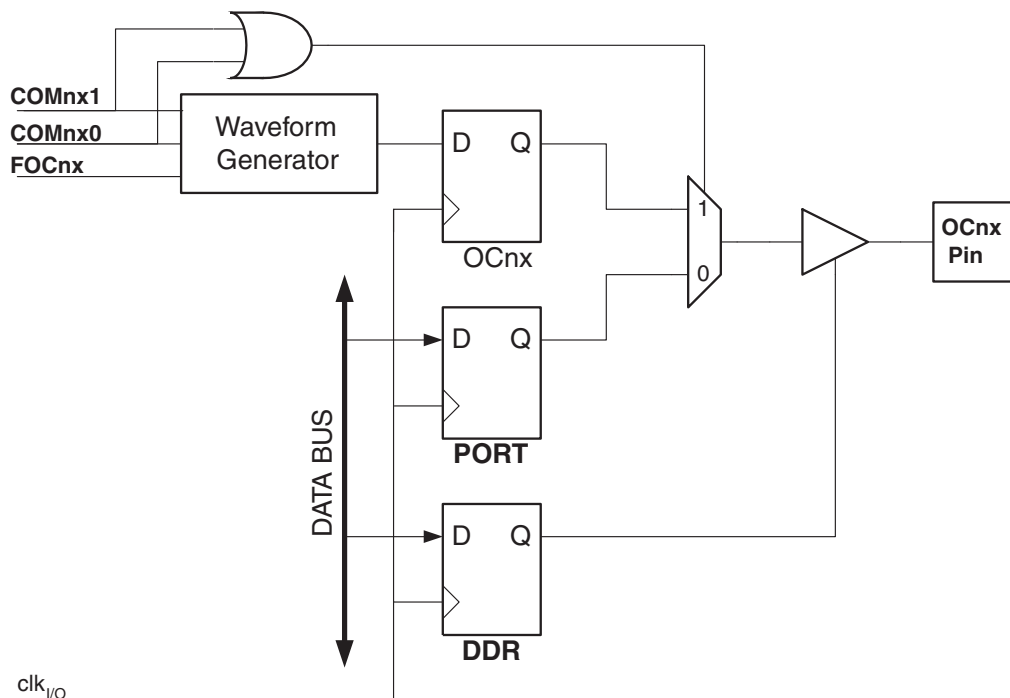 COMnx1
COMnx0
FOCnx
Waveform
Generator
D Q
OCnx
1
0
OCnx
Pin
D Q
PORT
DATA BUS
D Q
DDR
clkI/O